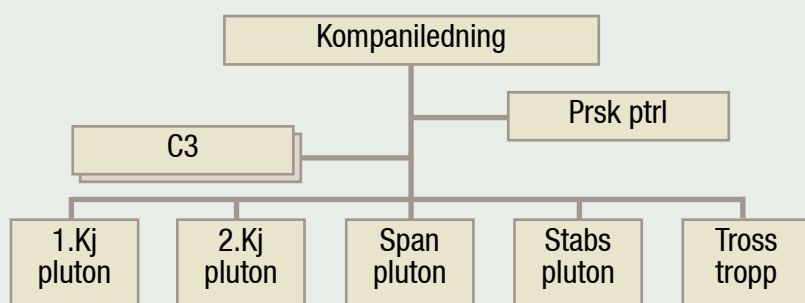 Kompaniledning
Prsk ptrl
C3
1.Kj
pluton
2.Kj
pluton
Span
pluton
Stabs
pluton
Tross
tropp